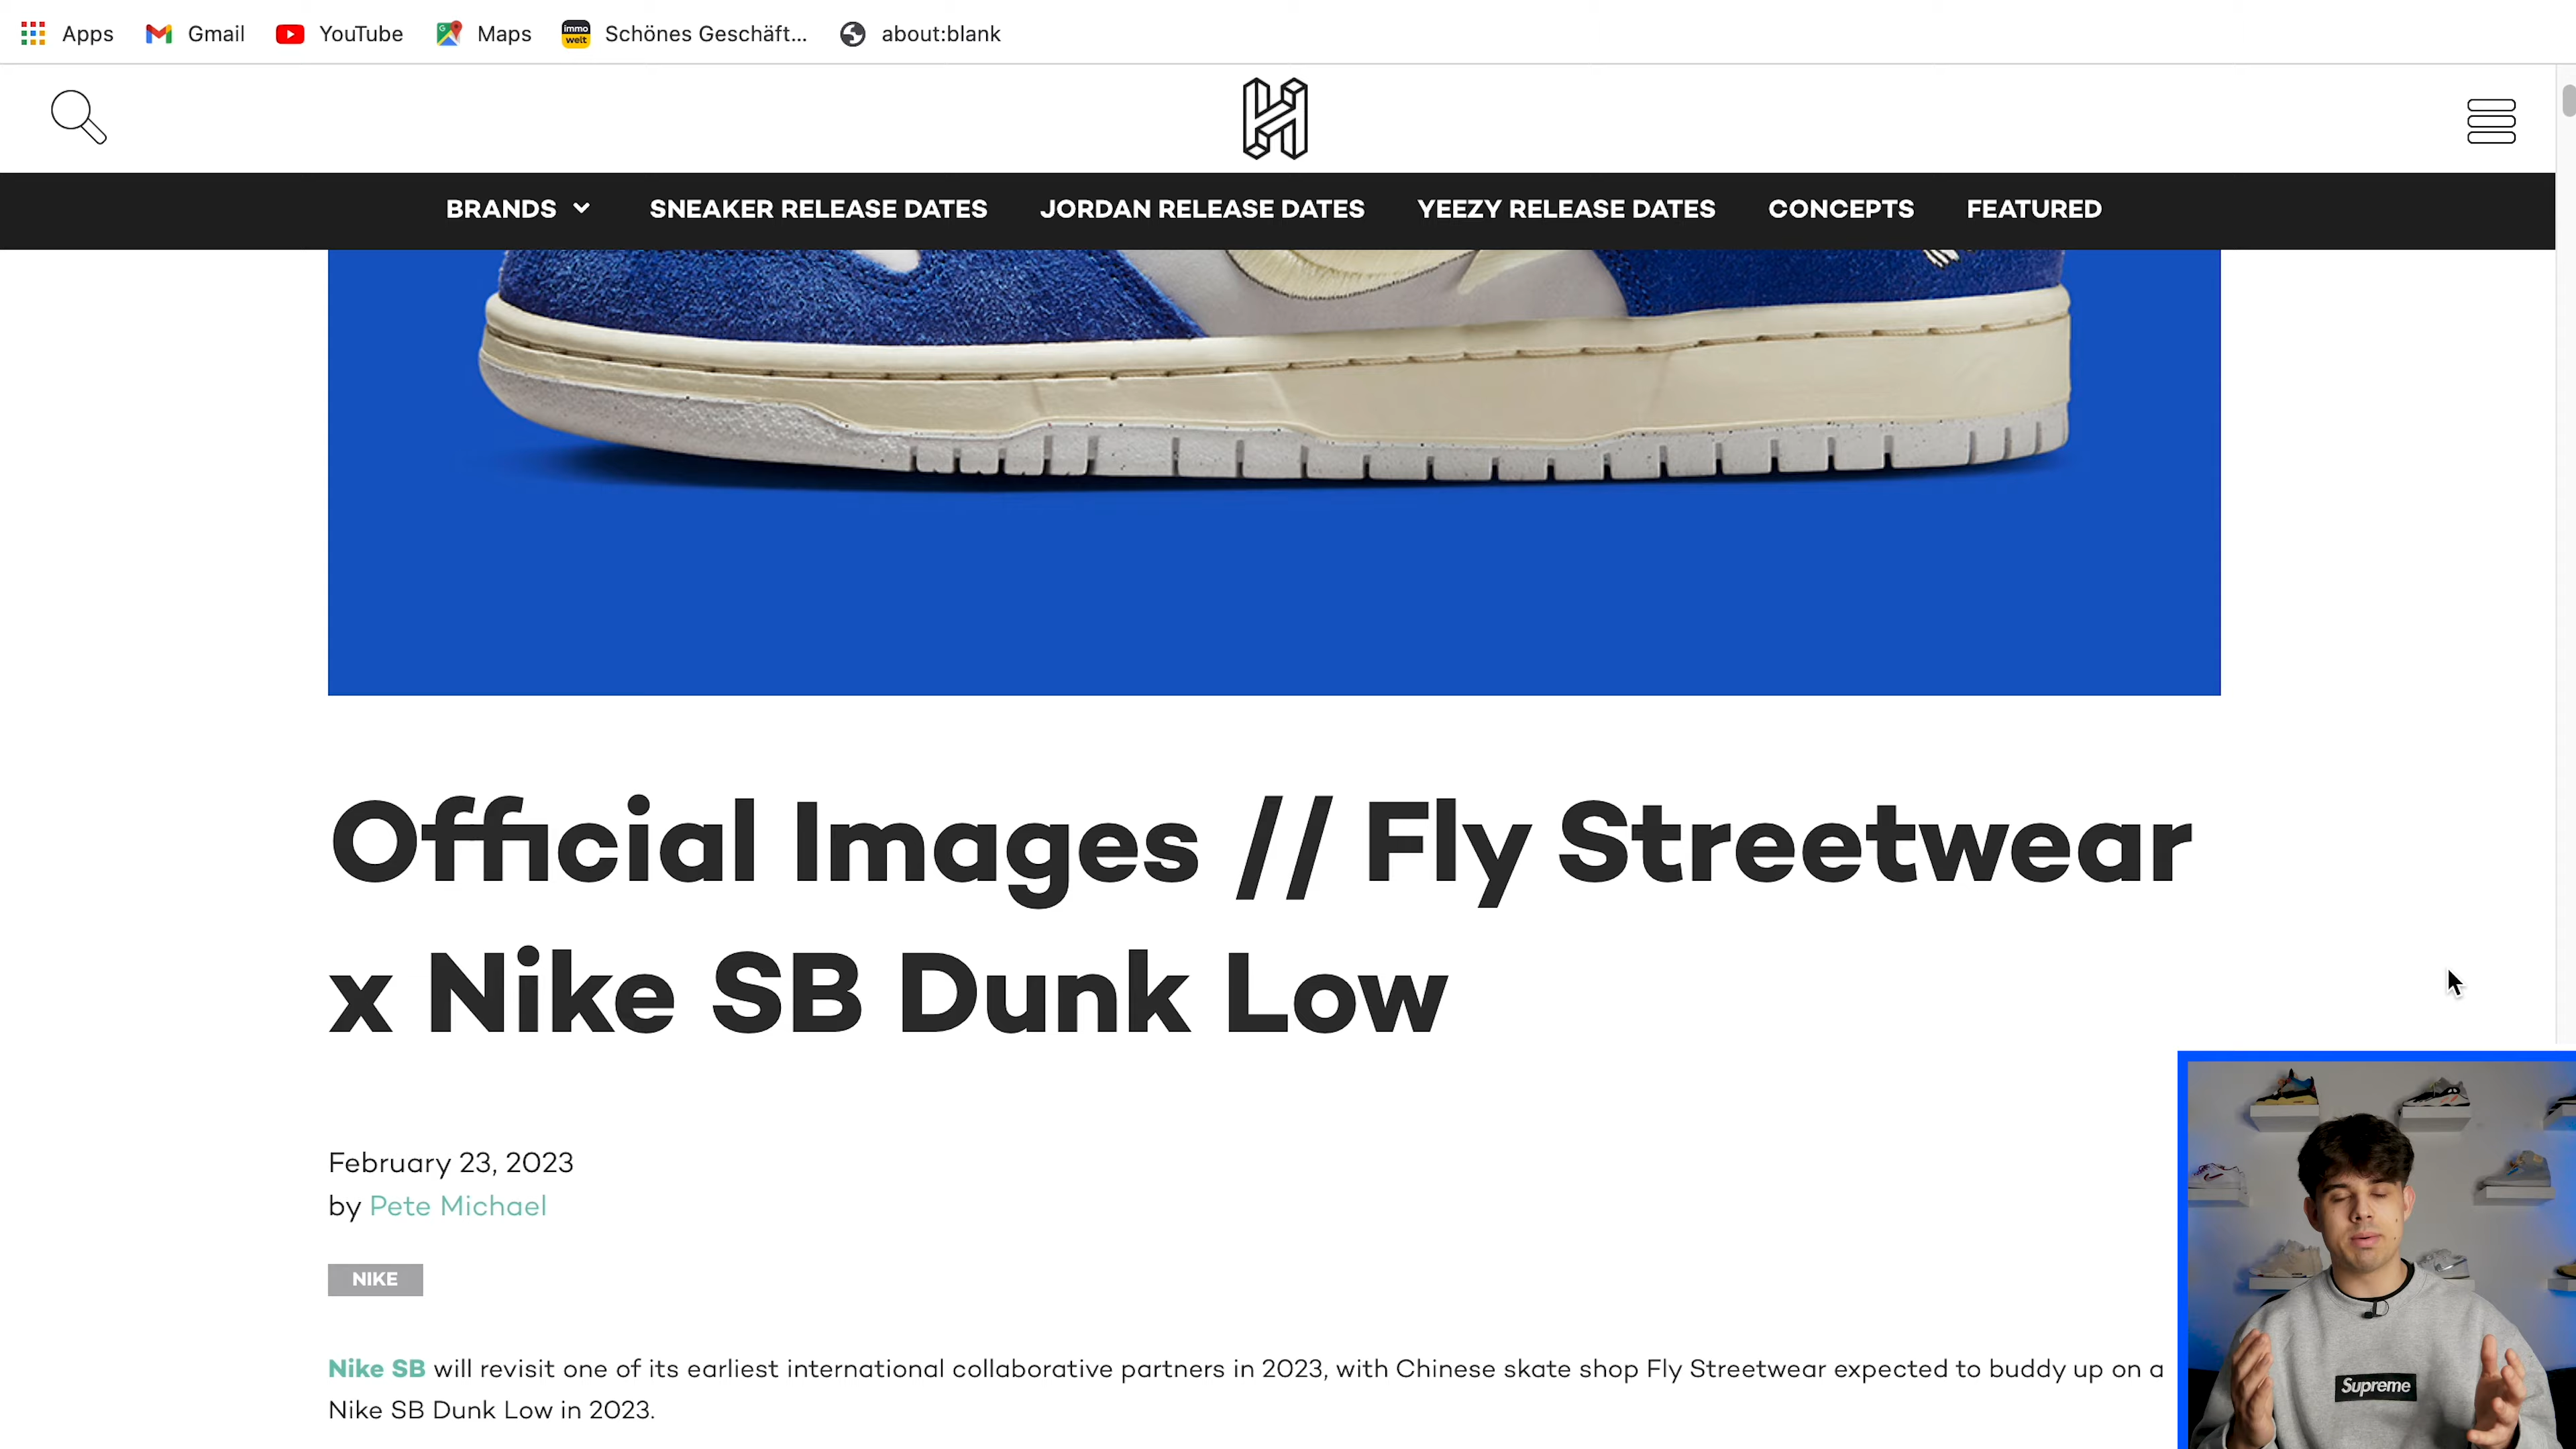 Apps Gmail YouTube Maps immo welt Schönes Geschäft... about:blank
BRANDS SNEAKER RELEASE DATES JORDAN RELEASE DATES YEEZY RELEASE DATES CONCEPTS FEATURED
Official Images // Fly Streetwear
x Nike SB Dunk Low
February 23, 2023
by Pete Michael
NIKE
Nike SB will revisit one of its earliest international collaborative partners in 2023, with Chinese skate shop Fly Streetwear expected to buddy up on a
Nike SB Dunk Low in 2023.
Supreme